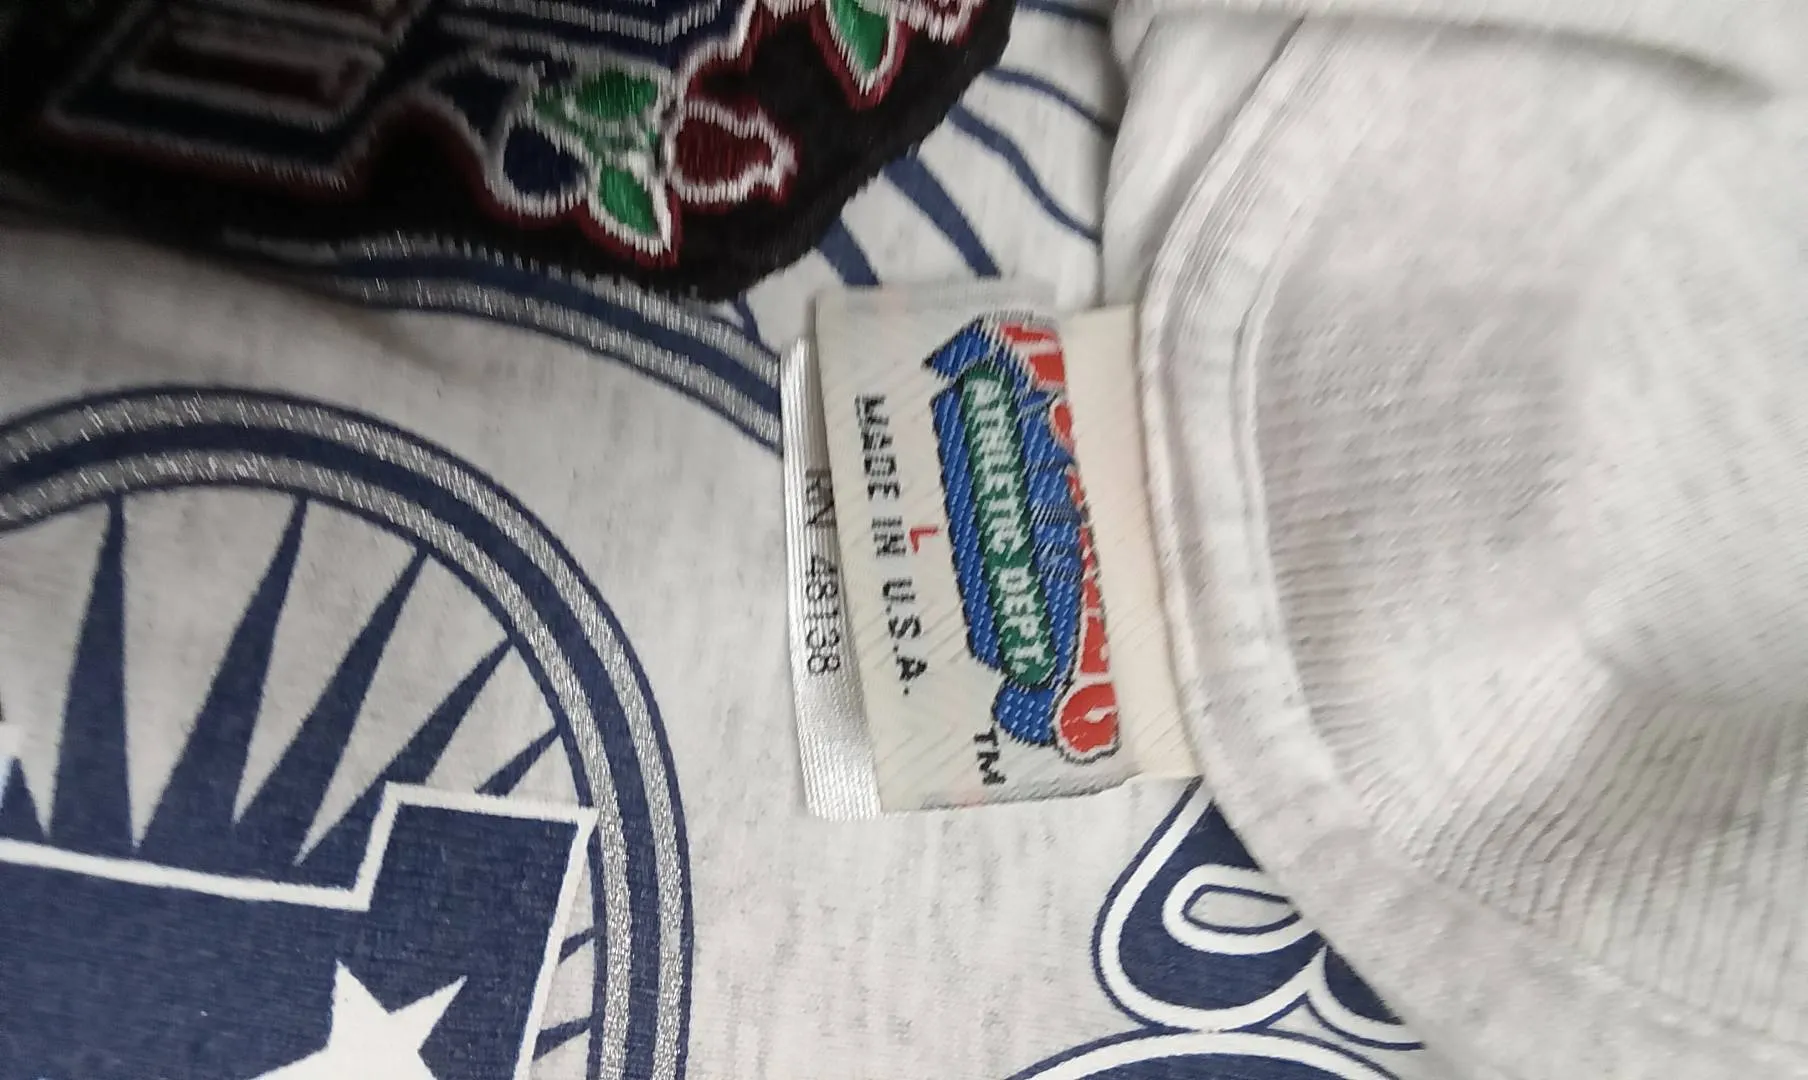 ATHLETIC DEPT.
TM
L
MADE IN U.S.A.
RN 48138